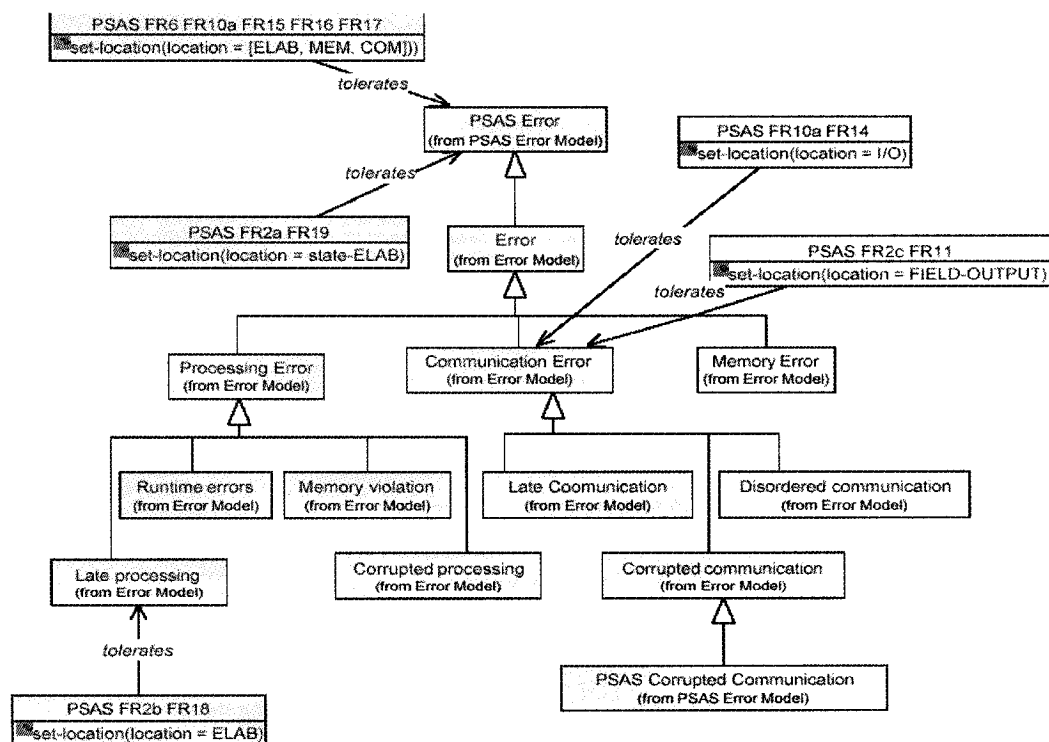 PSAS FR6 FR10a FR15 FR16 FR17
set-location(location = [ELAB, MEM, COM]))
tolerates
PSAS Error
(from PSAS Error Model)
PSAS FR10a FR14
set-location(location = I/O)
tolerates
PSAS FR2a FR19
set-location(location = state-ELAB)
Error
(from Error Model)
tolerates
PSAS FR2c FR11
set-location(location = FIELD-OUTPUT)
tolerates
Processing Error
(from Error Model)
Communication Error
(from Error Model)
Memory Error
(from Error Model)
Runtime errors
(from Error Model)
Memory violation
(from Error Model)
Late Coomunication
(from Error Model)
Disordered communication
(from Error Model)
Late processing
(from Error Model)
Corrupted processing
(from Error Model)
Corrupted communication
(from Error Model)
tolerates
PSAS Corrupted Communication
(from PSAS Error Model)
PSAS FR2b FR18
set-location(location = ELAB)